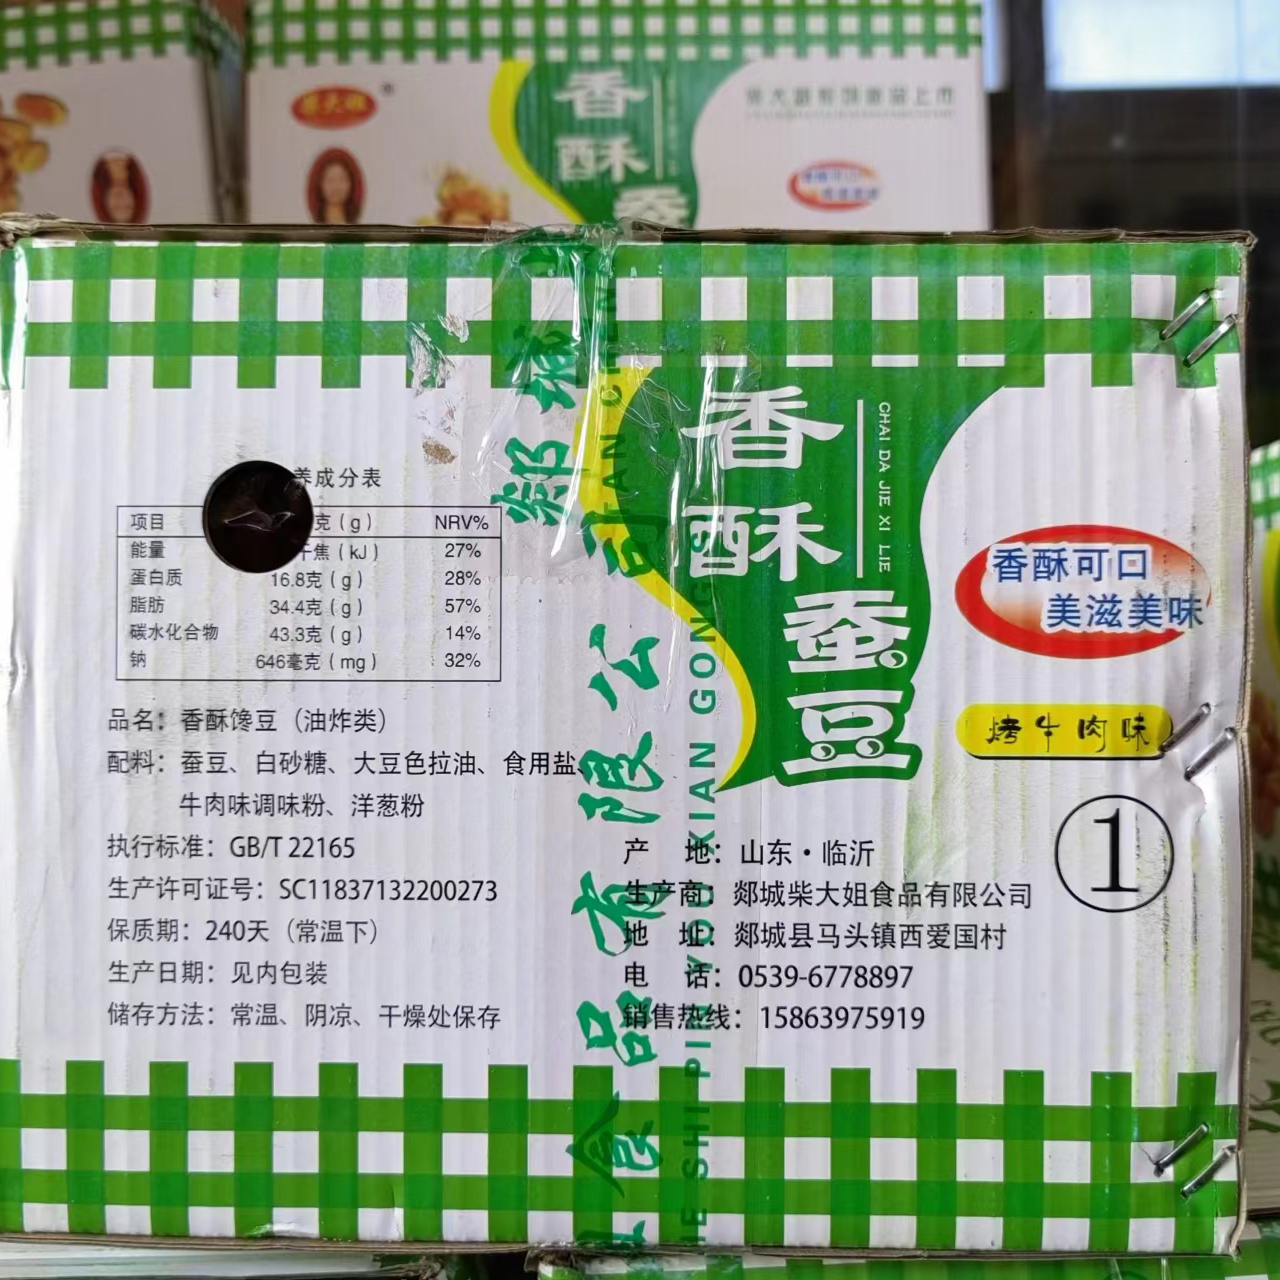 香
酥
香
酥
蚕
豆
CHAI DA JIE XI LIE
香酥可口
美滋美味
烤牛肉味
①
养成分表
项目 克(g) NRV%
能量 千焦(kJ) 27%
蛋白质 16.8克(g) 28%
脂肪 34.4克(g) 57%
碳水化合物 43.3克(g) 14%
钠 646毫克(mg) 32%
品名：香酥馋豆（油炸类）
配料：蚕豆、白砂糖、大豆色拉油、食用盐、
牛肉味调味粉、洋葱粉
执行标准：GB/T 22165
生产许可证号：SC11837132200273
保质期：240天（常温下）
生产日期：见内包装
储存方法：常温、阴凉、干燥处保存
产 地：山东·临沂
生产商：郯城柴大姐食品有限公司
地 址：郯城县马头镇西爱国村
电 话：0539-6778897
销售热线：15863975919
食品有限公司
郯城
SHI PIN YOU XIAN GONG S